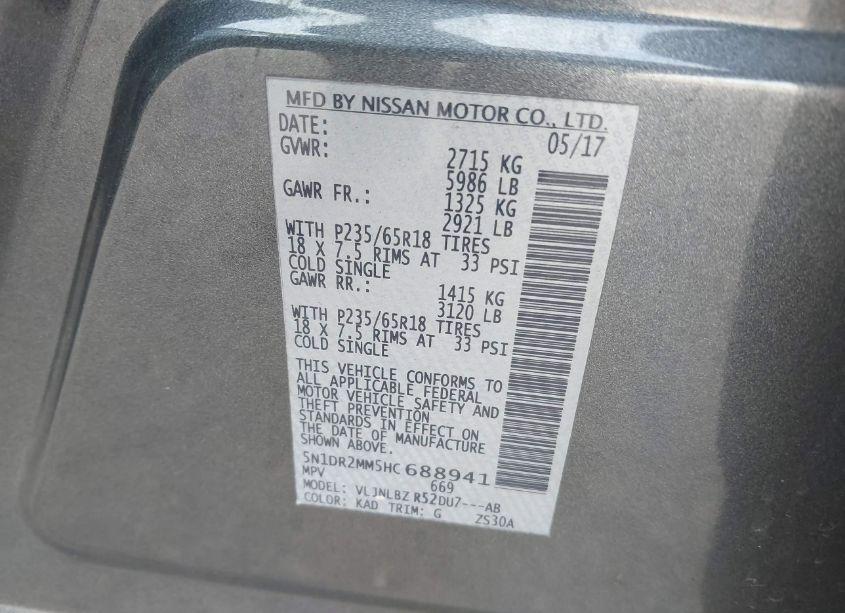 MFD BY NISSAN MOTOR CO., LTD.
DATE: 05/17
GVWR: 2715 KG
5986 LB
GAWR FR.: 1325 KG
2921 LB
WITH P235/65R18 TIRES
18 X 7.5 RIMS AT 33 PSI
COLD SINGLE
GAWR RR.: 1415 KG
3120 LB
WITH P235/65R18 TIRES
18 X 7.5 RIMS AT 33 PSI
COLD SINGLE
THIS VEHICLE CONFORMS TO
ALL APPLICABLE FEDERAL
MOTOR VEHICLE SAFETY AND
THEFT PREVENTION
STANDARDS IN EFFECT ON
THE DATE OF MANUFACTURE
SHOWN ABOVE.
5N1DR2MM5HC688941
MPV 669
MODEL: VLJNLBZ R52DU7---AB
COLOR: KAD TRIM: G ZS30A